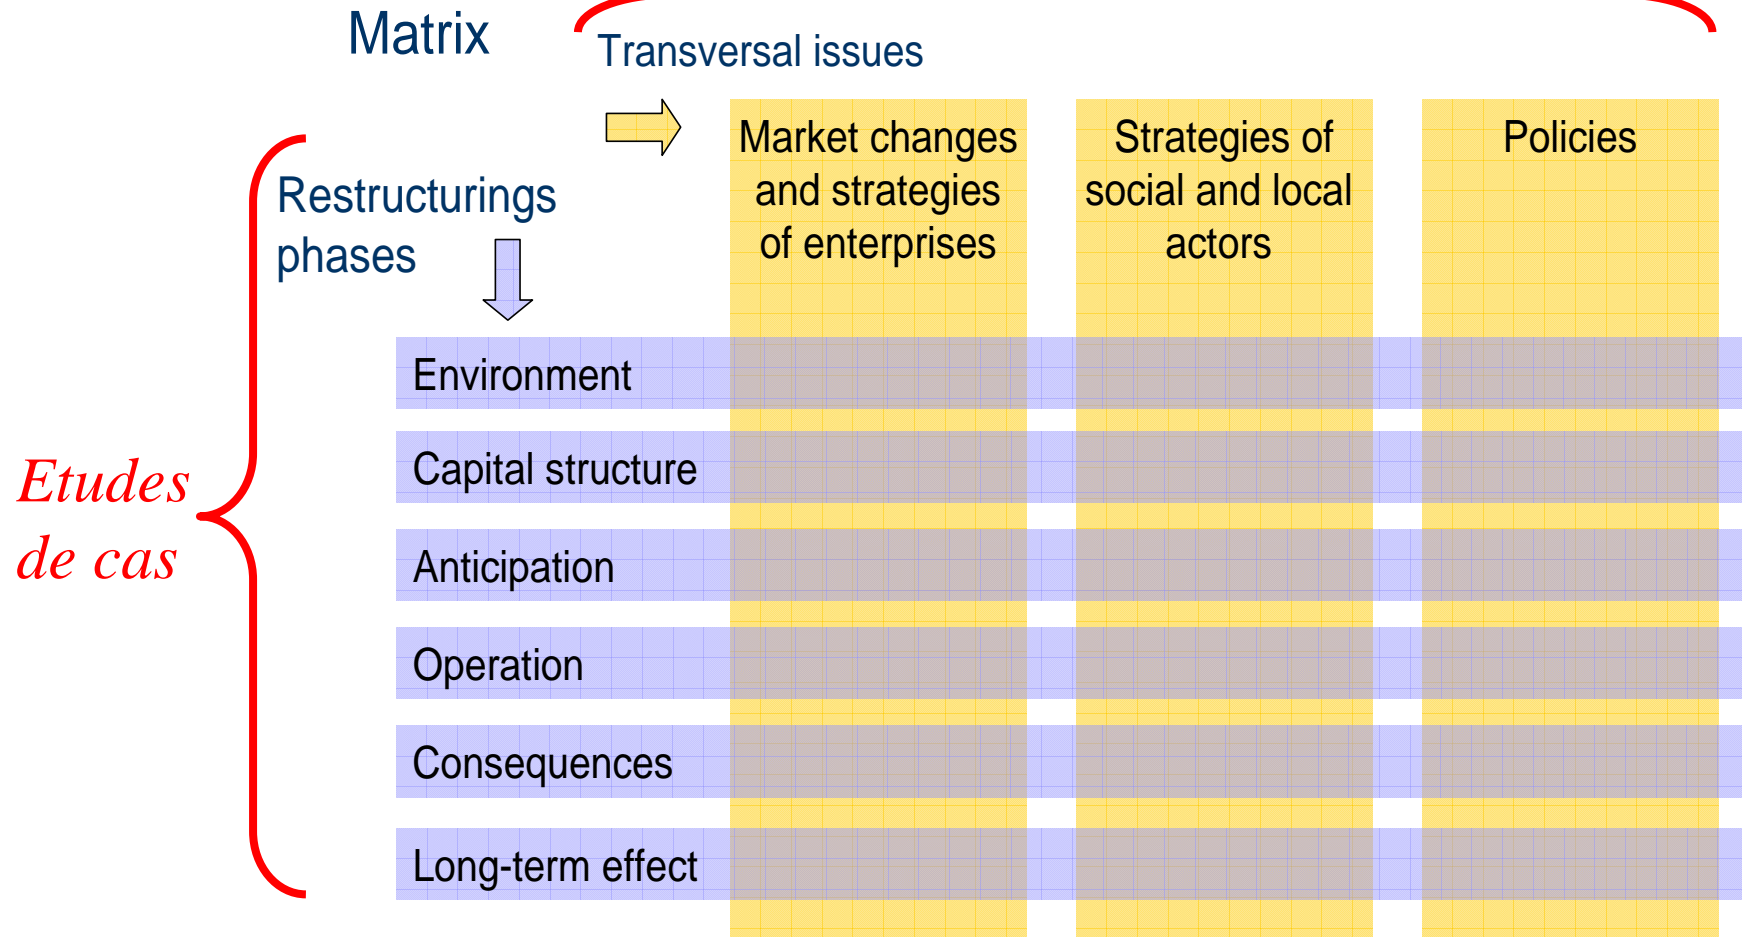 Matrix
Transversal issues
Market changes
and strategies
of enterprises
Strategies of
social and local
actors
Policies
Restructurings
phases
Environment
Capital structure
Anticipation
Operation
Consequences
Long-term effect
Etudes
de cas